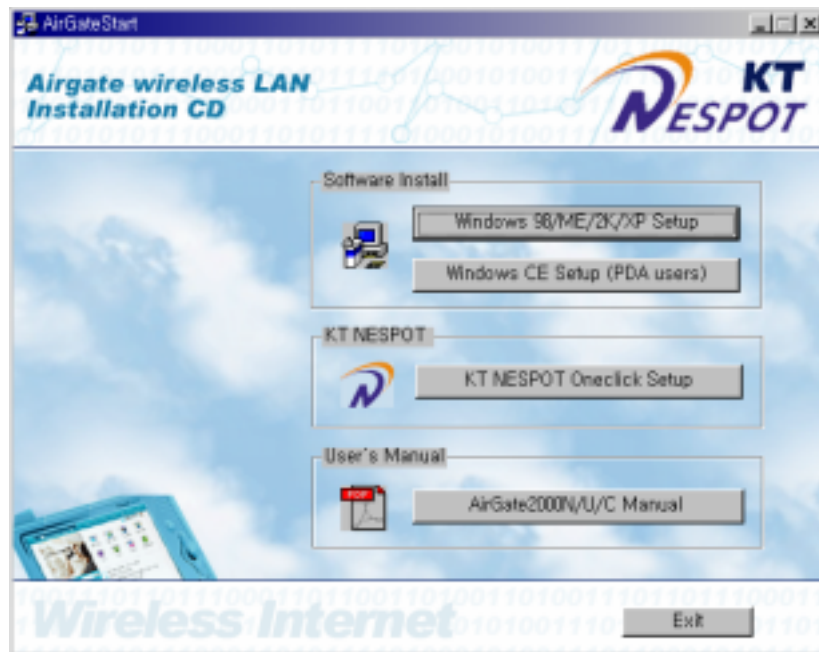 AirGateStart
Airgate wireless LAN
Installation CD
KT
NESPOT
Software Install
Windows 98/ME/2K/XP Setup
Windows CE Setup (PDA users)
KT NESPOT
KT NESPOT Oneclick Setup
User's Manual
PDF
AirGate2000N/U/C Manual
Wireless Internet
Exit